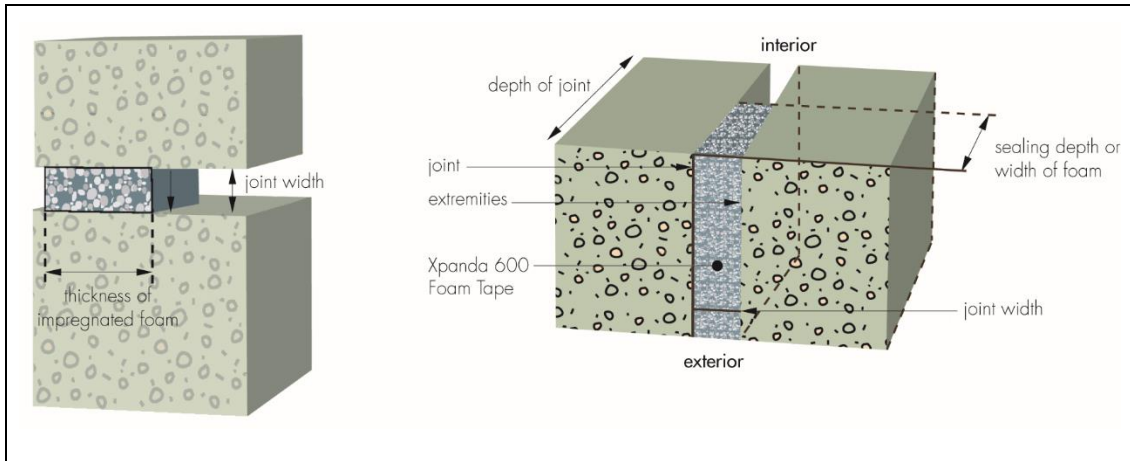 joint width
thickness of
impregnated foam
interior
depth of joint
joint
extremities
Xpanda 600
Foam Tape
sealing depth or
width of foam
joint width
exterior